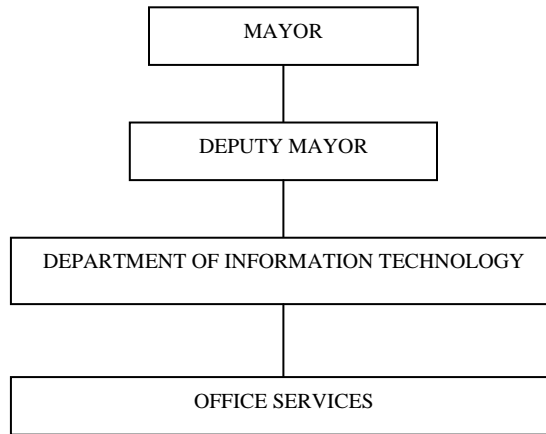 MAYOR
DEPUTY MAYOR
DEPARTMENT OF INFORMATION TECHNOLOGY
OFFICE SERVICES